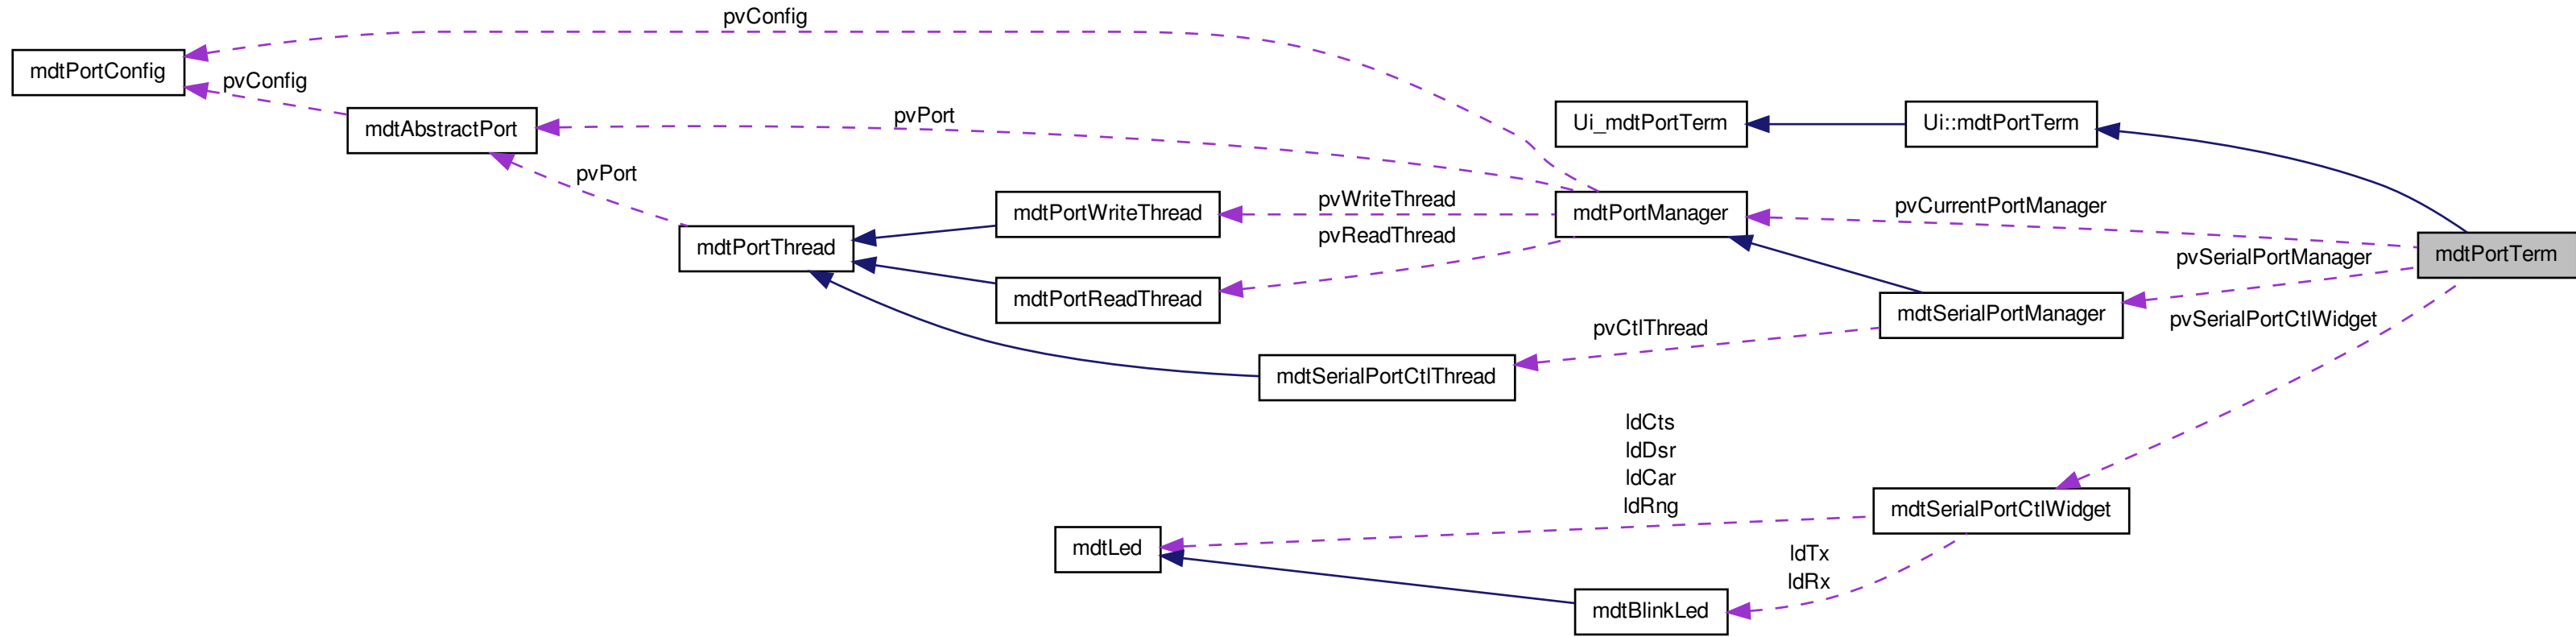 pvConfig
mdtPortConfig
pvConfig
mdtAbstractPort
pvPort
pvPort
Ui_mdtPortTerm
Ui::mdtPortTerm
mdtPortThread
mdtPortWriteThread
mdtPortReadThread
pvWriteThread
pvReadThread
mdtPortManager
pvCurrentPortManager
mdtPortTerm
pvSerialPortManager
mdtSerialPortManager
pvSerialPortCtlWidget
pvCtlThread
mdtSerialPortCtlThread
ldCts
ldDsr
ldCar
ldRng
mdtSerialPortCtlWidget
mdtLed
ldTx
ldRx
mdtBlinkLed